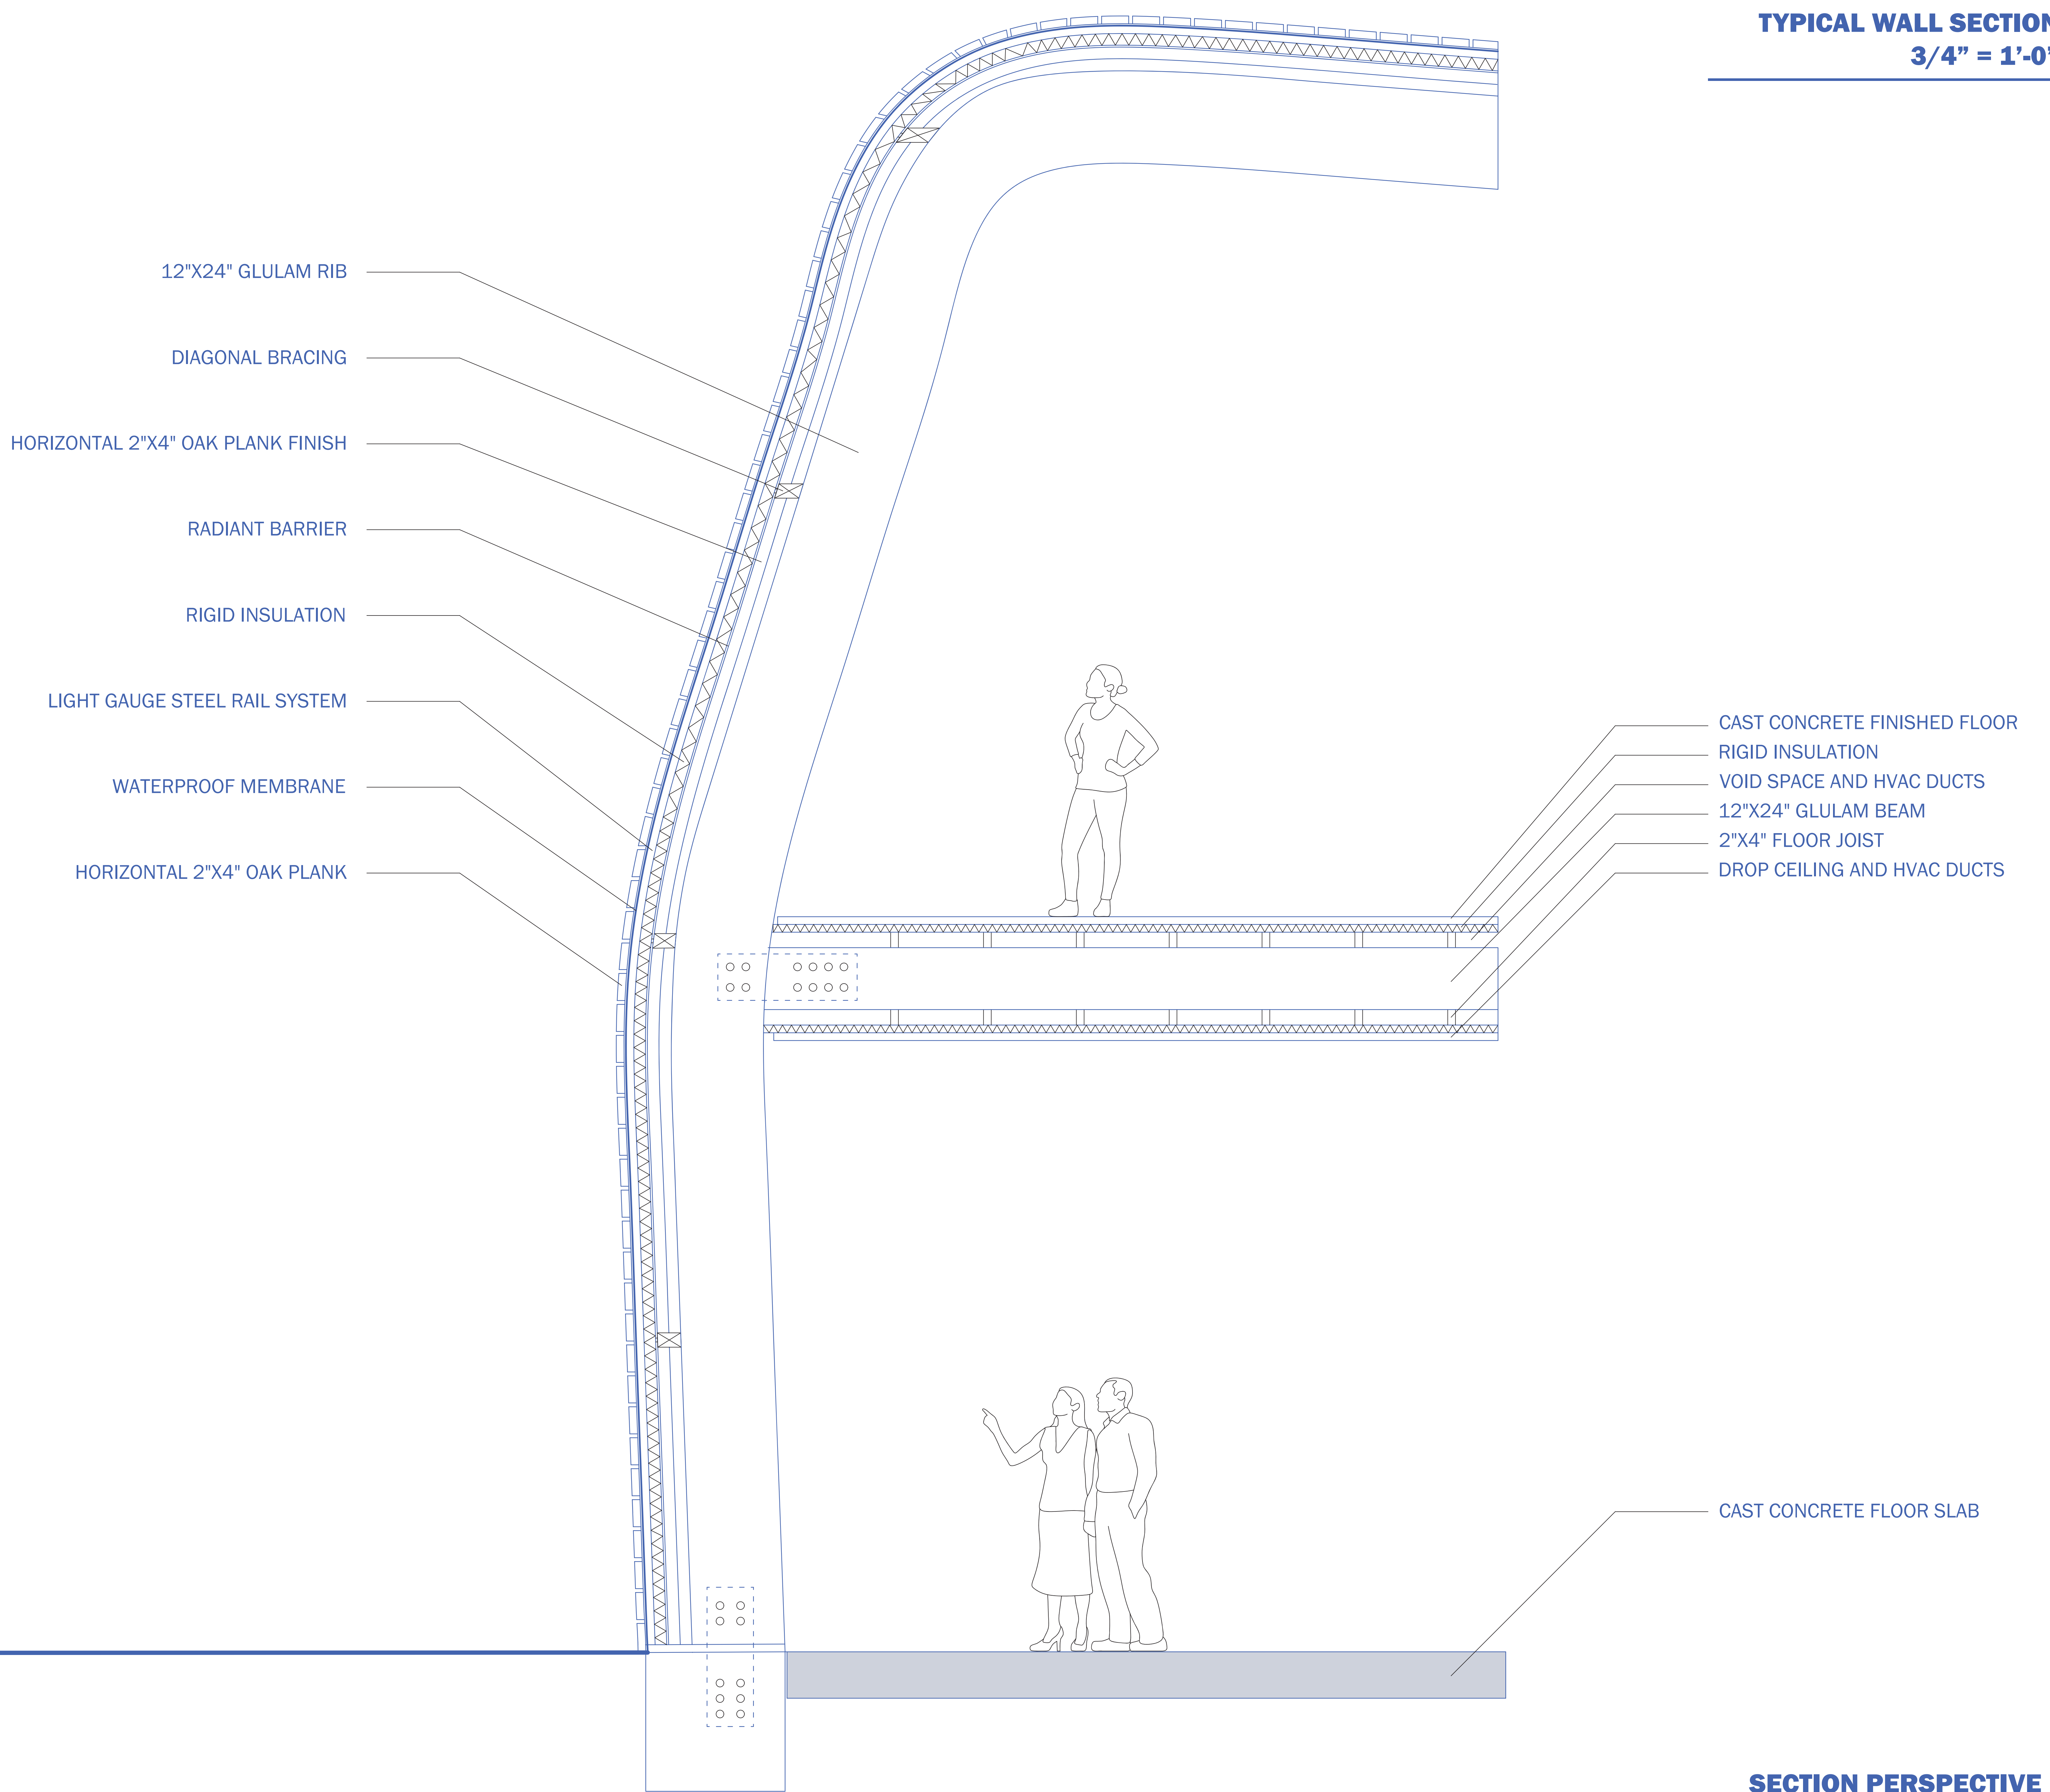 TYPICAL WALL SECTION
3/4” = 1’-0”
12"X24" GLULAM RIB
DIAGONAL BRACING
HORIZONTAL 2"X4" OAK PLANK FINISH
RADIANT BARRIER
RIGID INSULATION
LIGHT GAUGE STEEL RAIL SYSTEM
WATERPROOF MEMBRANE
HORIZONTAL 2"X4" OAK PLANK
CAST CONCRETE FINISHED FLOOR
RIGID INSULATION
VOID SPACE AND HVAC DUCTS
12"X24" GLULAM BEAM
2"X4" FLOOR JOIST
DROP CEILING AND HVAC DUCTS
CAST CONCRETE FLOOR SLAB
SECTION PERSPECTIVE